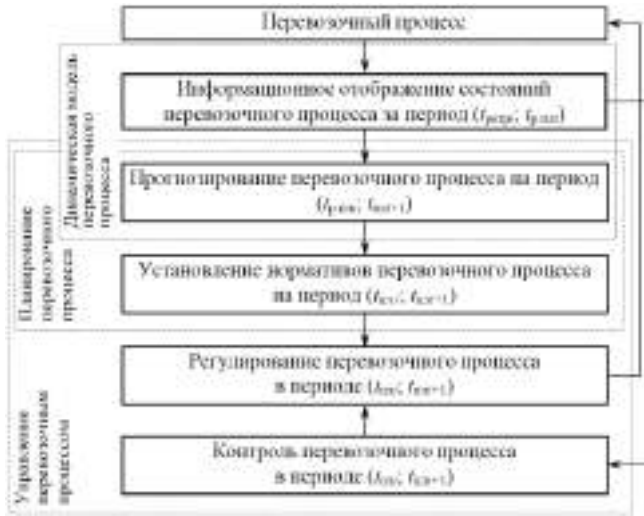 Перевозочный процесс
Информационное отображение состояний
перевозочного процесса за период
Прогнозирование перевозочного процесса на период
Установление нормативов перевозочного процесса
на период
Регулирование перевозочного процесса
в периоде
Контроль перевозочного процесса
в периоде
Динамическая модель
перевозочного
процесса
Планирование
перевозочного
процесса
Управление
перевозочным
процессом